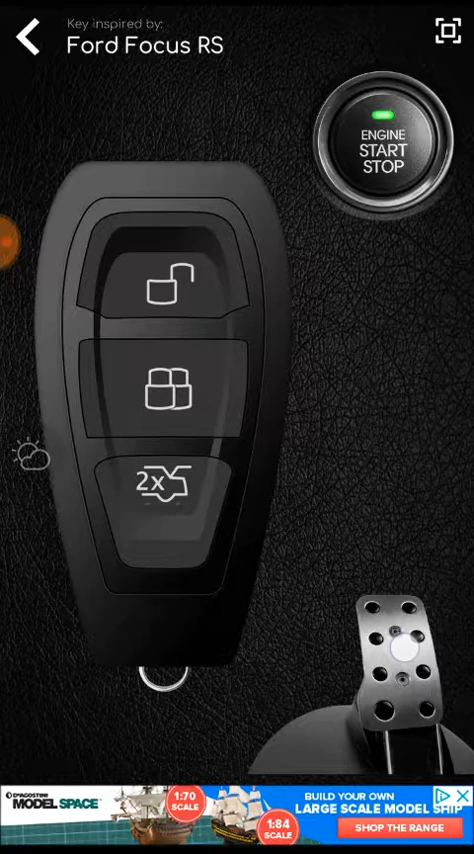 Key inspired by:
Ford Focus RS
ENGINE
START
STOP
2x
DEAGOSTINI
MODEL SPACE
1:70
SCALE
1:84
SCALE
BUILD YOUR OWN
LARGE SCALE MODEL SHIP
SHOP THE RANGE